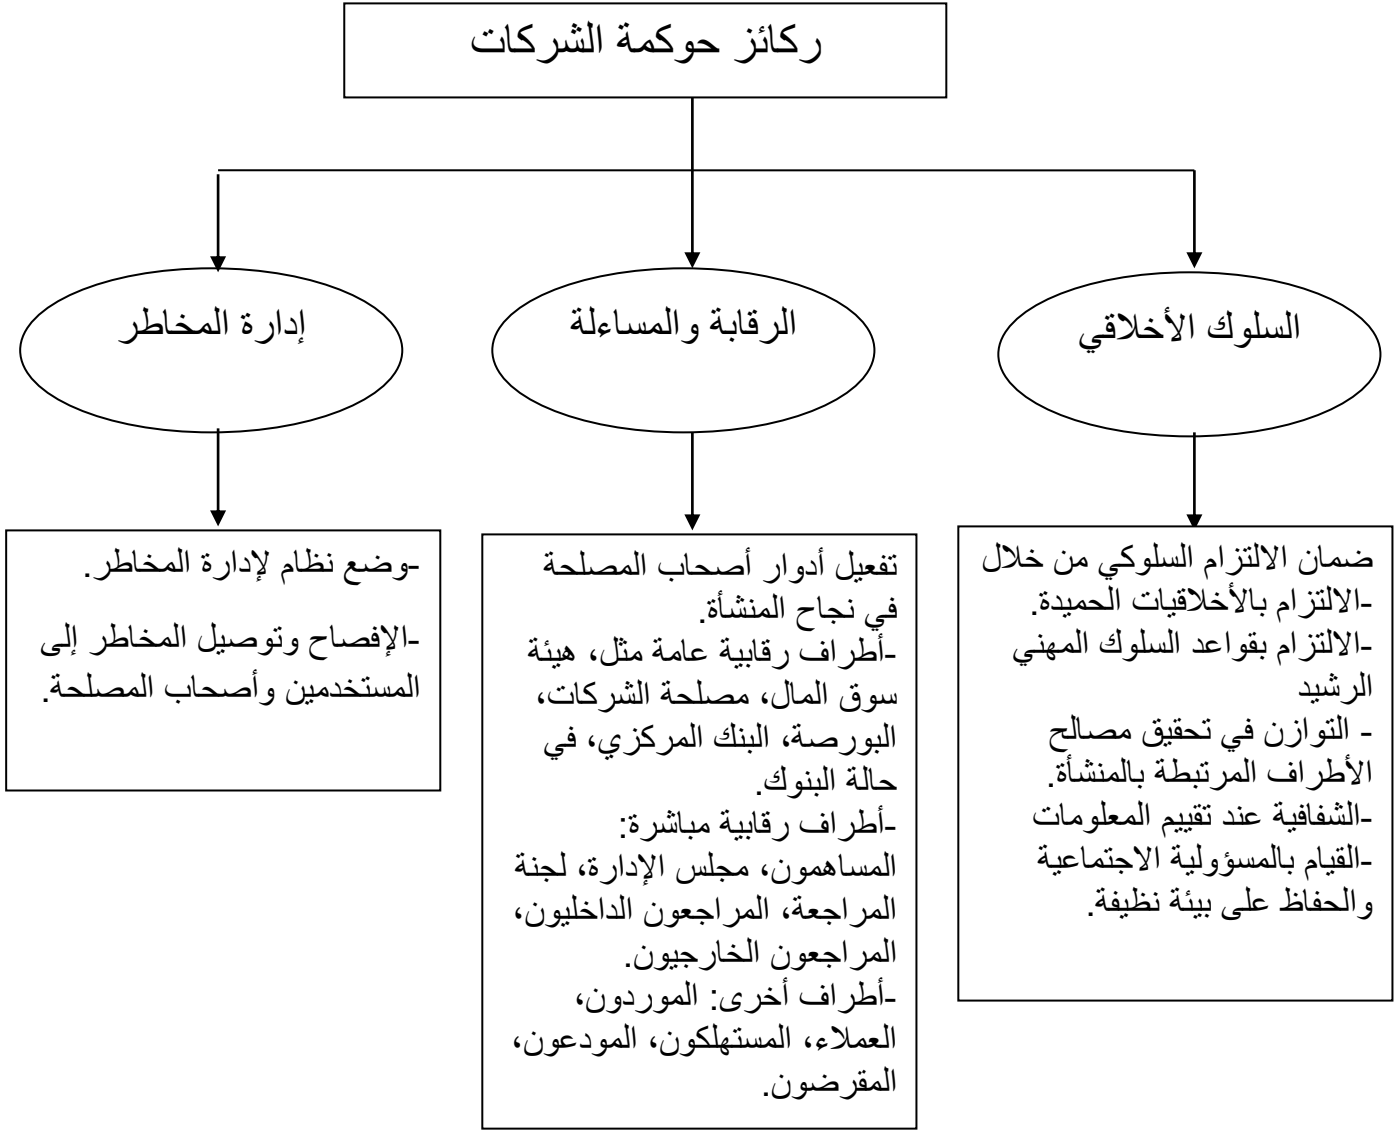 ركائز حوكمة الشركات
السلوك الأخلاقي
الرقابة والمساءلة
إدارة المخاطر
ضمان الالتزام السلوكي من خلال
-الالتزام بالأخلاقيات الحميدة.
-الالتزام بقواعد السلوك المهني
الرشيد
- التوازن في تحقيق مصالح
الأطراف المرتبطة بالمنشأة.
-الشفافية عند تقييم المعلومات
-القيام بالمسؤولية الاجتماعية
والحفاظ على بيئة نظيفة.
تفعيل أدوار أصحاب المصلحة
في نجاح المنشأة.
-أطراف رقابية عامة مثل، هيئة
سوق المال، مصلحة الشركات،
البورصة، البنك المركزي، في
حالة البنوك.
-أطراف رقابية مباشرة:
المساهمون، مجلس الإدارة، لجنة
المراجعة، المراجعون الداخليون،
المراجعون الخارجيون.
-أطراف أخرى: الموردون،
العملاء، المستهلكون، المودعون،
المقرضون.
-وضع نظام لإدارة المخاطر.
-الإفصاح وتوصيل المخاطر إلى
المستخدمين وأصحاب المصلحة.